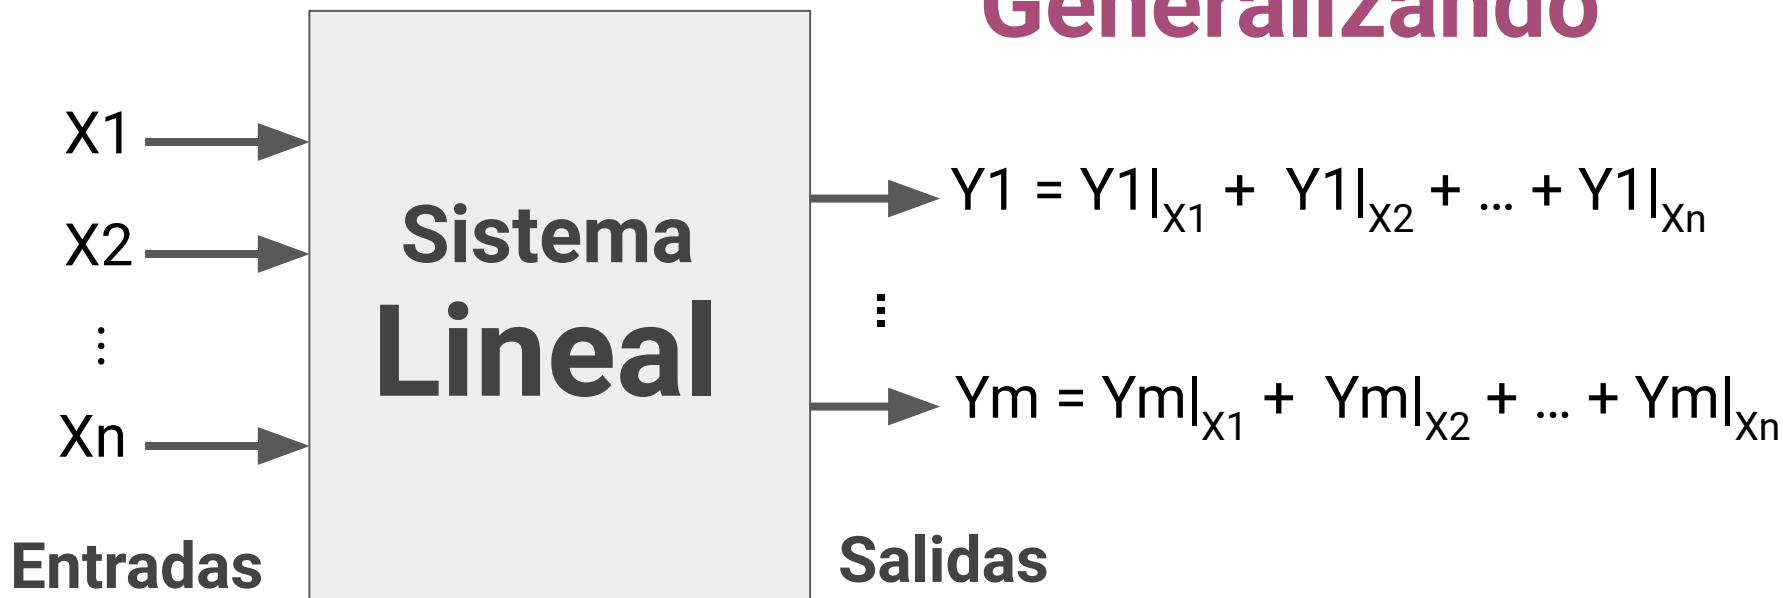 Generalizando
X1
X2
⋮
Xn
Entradas
Sistema
Lineal
Y1 = Y1|X1 + Y1|X2 + ... + Y1|Xn
⋮
Ym = Ym|X1 + Ym|X2 + ... + Ym|Xn
Salidas